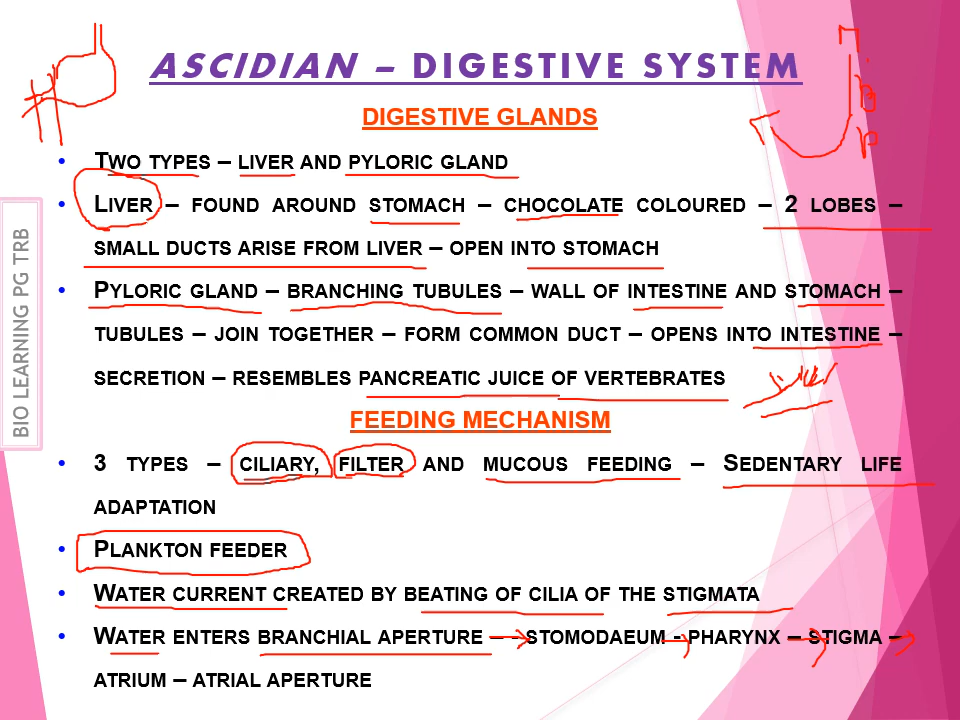 ASCIDIAN – DIGESTIVE SYSTEM
DIGESTIVE GLANDS
• TWO TYPES – LIVER AND PYLORIC GLAND
• LIVER – FOUND AROUND STOMACH – CHOCOLATE COLOURED – 2 LOBES –
SMALL DUCTS ARISE FROM LIVER – OPEN INTO STOMACH
• PYLORIC GLAND – BRANCHING TUBULES – WALL OF INTESTINE AND STOMACH –
TUBULES – JOIN TOGETHER – FORM COMMON DUCT – OPENS INTO INTESTINE –
SECRETION – RESEMBLES PANCREATIC JUICE OF VERTEBRATES
FEEDING MECHANISM
• 3 TYPES – CILIARY, FILTER AND MUCOUS FEEDING – SEDENTARY LIFE
ADAPTATION
• PLANKTON FEEDER
• WATER CURRENT CREATED BY BEATING OF CILIA OF THE STIGMATA
• WATER ENTERS BRANCHIAL APERTURE – - STOMODAEUM - PHARYNX – STIGMA –
ATRIUM – ATRIAL APERTURE
BIO LEARNING PG TRB